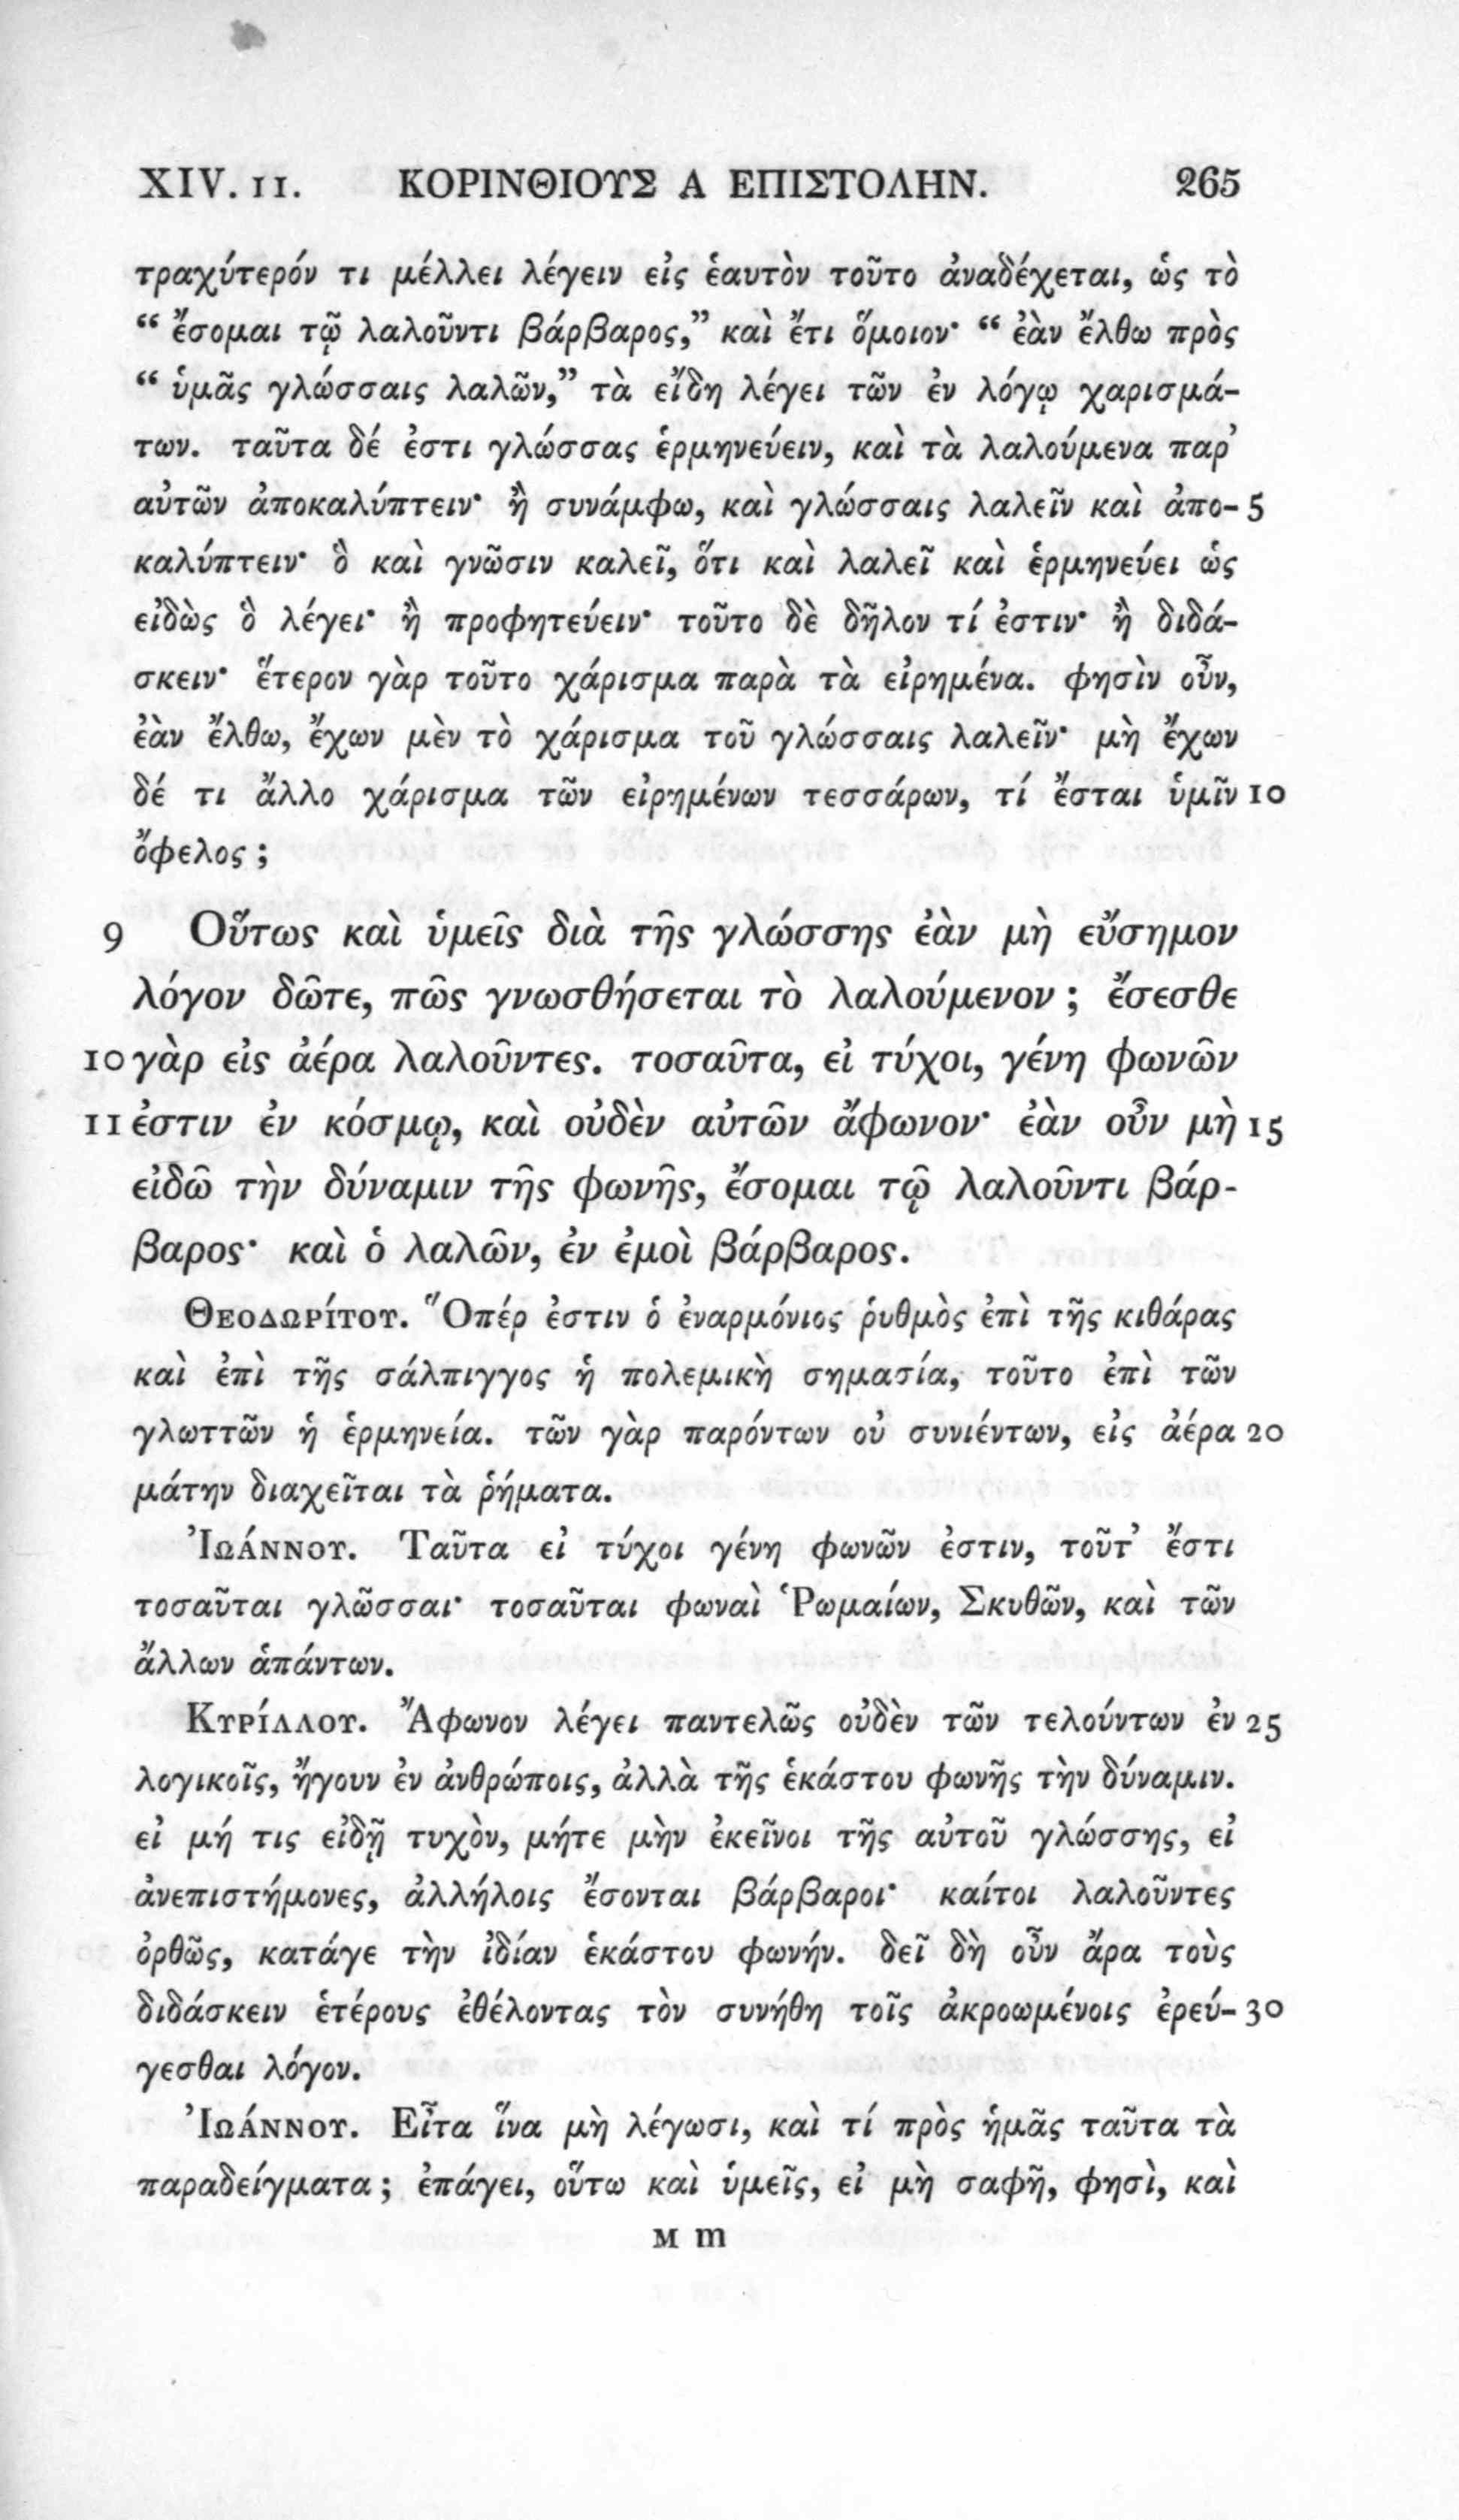 XIV. 11. ΚΟΡΙΝΘΙΟΥΣ Α ΕΠΙΣΤΟΛΗΝ. 265
τραχύτερόν τι μέλλει λέγειν εἰς ἑαυτὸν τοῦτο ἀναδέχεται, ὡς τὸ
“ ἔσομαι τῷ λαλοῦντι βάρβαρος,” καὶ ἔτι ὅμοιον· “ ἐὰν ἔλθω πρὸς
“ ὑμᾶς γλώσσαις λαλῶν,” τὰ εἴδη λέγει τῶν ἐν λόγῳ χαρισμά-
των. ταῦτα δέ ἐστι γλώσσας ἑρμηνεύειν, καὶ τὰ λαλούμενα παρ’
αὐτῶν ἀποκαλύπτειν· ἢ συνάμφω, καὶ γλώσσαις λαλεῖν καὶ ἀπο- 5
καλύπτειν· ὃ καὶ γνῶσιν καλεῖ, ὅτι καὶ λαλεῖ καὶ ἑρμηνεύει ὡς
εἰδὼς ὃ λέγει· ἢ προφητεύειν· τοῦτο δὲ δῆλον τί ἐστιν· ἢ διδά-
σκειν· ἕτερον γὰρ τοῦτο χάρισμα παρὰ τὰ εἰρημένα. φησὶν οὖν,
ἐὰν ἔλθω, ἔχων μὲν τὸ χάρισμα τοῦ γλώσσαις λαλεῖν· μὴ ἔχων
δέ τι ἄλλο χάρισμα τῶν εἰρημένων τεσσάρων, τί ἔσται ὑμῖν 10
ὄφελος ;
9 Οὕτως καὶ ὑμεῖς διὰ τῆς γλώσσης ἐὰν μὴ εὔσημον
λόγον δῶτε, πῶς γνωσθήσεται τὸ λαλούμενον ; ἔσεσθε
10 γὰρ εἰς ἀέρα λαλοῦντες. τοσαῦτα, εἰ τύχοι, γένη φωνῶν
11 ἐστιν ἐν κόσμῳ, καὶ οὐδὲν αὐτῶν ἄφωνον· ἐὰν οὖν μὴ 15
εἰδῶ τὴν δύναμιν τῆς φωνῆς, ἔσομαι τῷ λαλοῦντι βάρ-
βαρος· καὶ ὁ λαλῶν, ἐν ἐμοὶ βάρβαρος.
Θεοδωρίτου. Ὅπέρ ἐστιν ὁ ἐναρμόνιος ῥυθμὸς ἐπὶ τῆς κιθάρας
καὶ ἐπὶ τῆς σάλπιγγος ἡ πολεμικὴ σημασία, τοῦτο ἐπὶ τῶν
γλωττῶν ἡ ἑρμηνεία. τῶν γὰρ παρόντων οὐ συνιέντων, εἰς ἀέρα 20
μάτην διαχεῖται τὰ ῥήματα.
Ἰωάννου. Ταῦτα εἰ τύχοι γένη φωνῶν ἐστιν, τοῦτ’ ἔστι
τοσαῦται γλῶσσαι· τοσαῦται φωναὶ Ῥωμαίων, Σκυθῶν, καὶ τῶν
ἄλλων ἁπάντων.
Κυρίλλου. Ἄφωνον λέγει παντελῶς οὐδὲν τῶν τελούντων ἐν 25
λογικοῖς, ἤγουν ἐν ἀνθρώποις, ἀλλὰ τῆς ἑκάστου φωνῆς τὴν δύναμιν.
εἰ μή τις εἰδῇ τυχὸν, μήτε μὴν ἐκεῖνοι τῆς αὐτοῦ γλώσσης, εἰ
ἀνεπιστήμονες, ἀλλήλοις ἔσονται βάρβαροι· καίτοι λαλοῦντες
ὀρθῶς, κατάγε τὴν ἰδίαν ἑκάστου φωνήν. δεῖ δὴ οὖν ἄρα τοὺς
διδάσκειν ἑτέρους ἐθέλοντας τὸν συνήθη τοῖς ἀκροωμένοις ἐρεύ- 30
γεσθαι λόγον.
Ἰωάννου. Εἶτα ἵνα μὴ λέγωσι, καὶ τί πρὸς ἡμᾶς ταῦτα τὰ
παραδείγματα ; ἐπάγει, οὕτω καὶ ὑμεῖς, εἰ μὴ σαφῆ, φησὶ, καὶ
M m